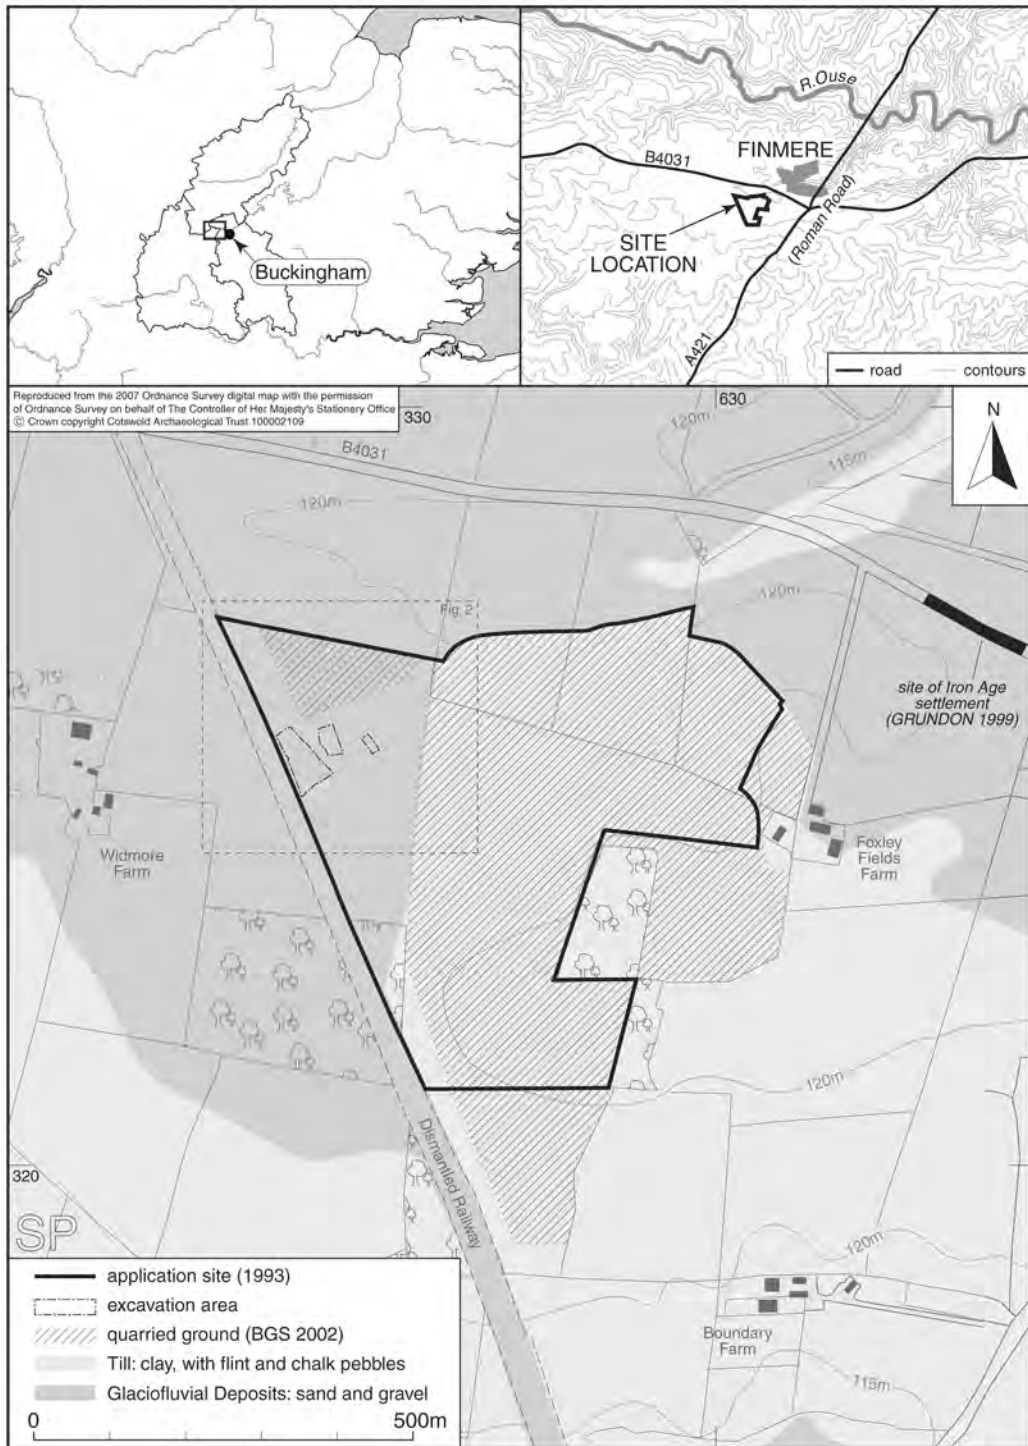 Buckingham
R.Ouse
B4031
FINMERE
SITE
LOCATION
(Roman Road)
A421
road
contours
Reproduced from the 2007 Ordnance Survey digital map with the permission
of Ordnance Survey on behalf of The Controller of Her Majesty's Stationery Office
© Crown copyright Cotswold Archaeological Trust 100002109
330
630
N
B4031
120m
115m
120m
Fig. 2
120m
site of Iron Age
settlement
(GRUNDON 1999)
Widmore
Farm
Foxley
Fields
Farm
120m
Dismantled Railway
320
SP
120m
Boundary
Farm
115m
application site (1993)
excavation area
quarried ground (BGS 2002)
Till: clay, with flint and chalk pebbles
Glaciofluvial Deposits: sand and gravel
0
500m